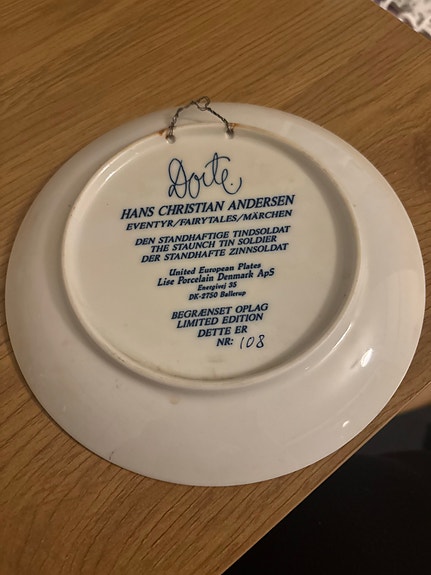 Dorte.
HANS CHRISTIAN ANDERSEN
EVENTYR/FAIRYTALES/MÄRCHEN
DEN STANDHAFTIGE TINDSOLDAT
THE STAUNCH TIN SOLDIER
DER STANDHAFTE ZINNSOLDAT
United European Plates
Lise Porcelain Denmark ApS
Energivej 35
DK-2750 Ballerup
BEGRÆNSET OPLAG
LIMITED EDITION
DETTE ER
NR: 108